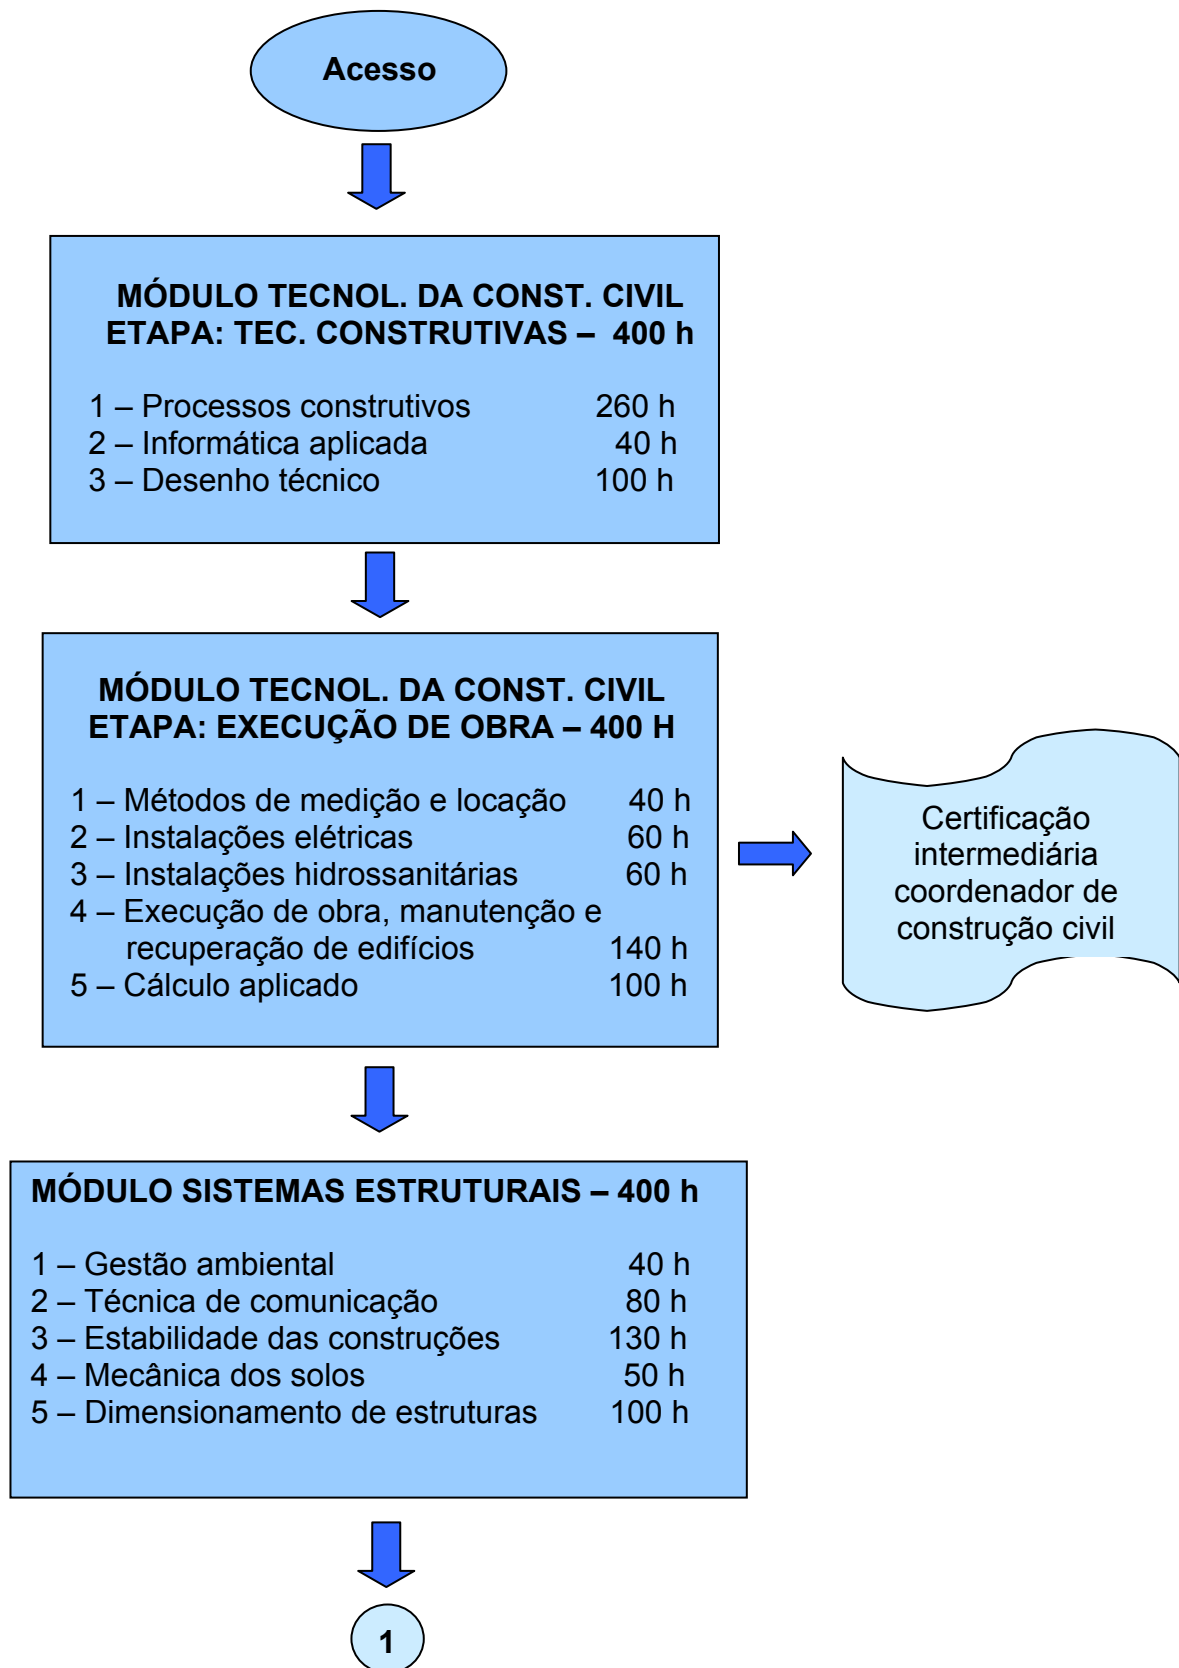 Acesso
MÓDULO TECNOL. DA CONST. CIVIL
ETAPA: TEC. CONSTRUTIVAS – 400 h
1 – Processos construtivos 260 h
2 – Informática aplicada 40 h
3 – Desenho técnico 100 h
MÓDULO TECNOL. DA CONST. CIVIL
ETAPA: EXECUÇÃO DE OBRA – 400 H
1 – Métodos de medição e locação 40 h
2 – Instalações elétricas 60 h
3 – Instalações hidrossanitárias 60 h
4 – Execução de obra, manutenção e
recuperação de edifícios 140 h
5 – Cálculo aplicado 100 h
Certificação
intermediária
coordenador de
construção civil
MÓDULO SISTEMAS ESTRUTURAIS – 400 h
1 – Gestão ambiental 40 h
2 – Técnica de comunicação 80 h
3 – Estabilidade das construções 130 h
4 – Mecânica dos solos 50 h
5 – Dimensionamento de estruturas 100 h
1